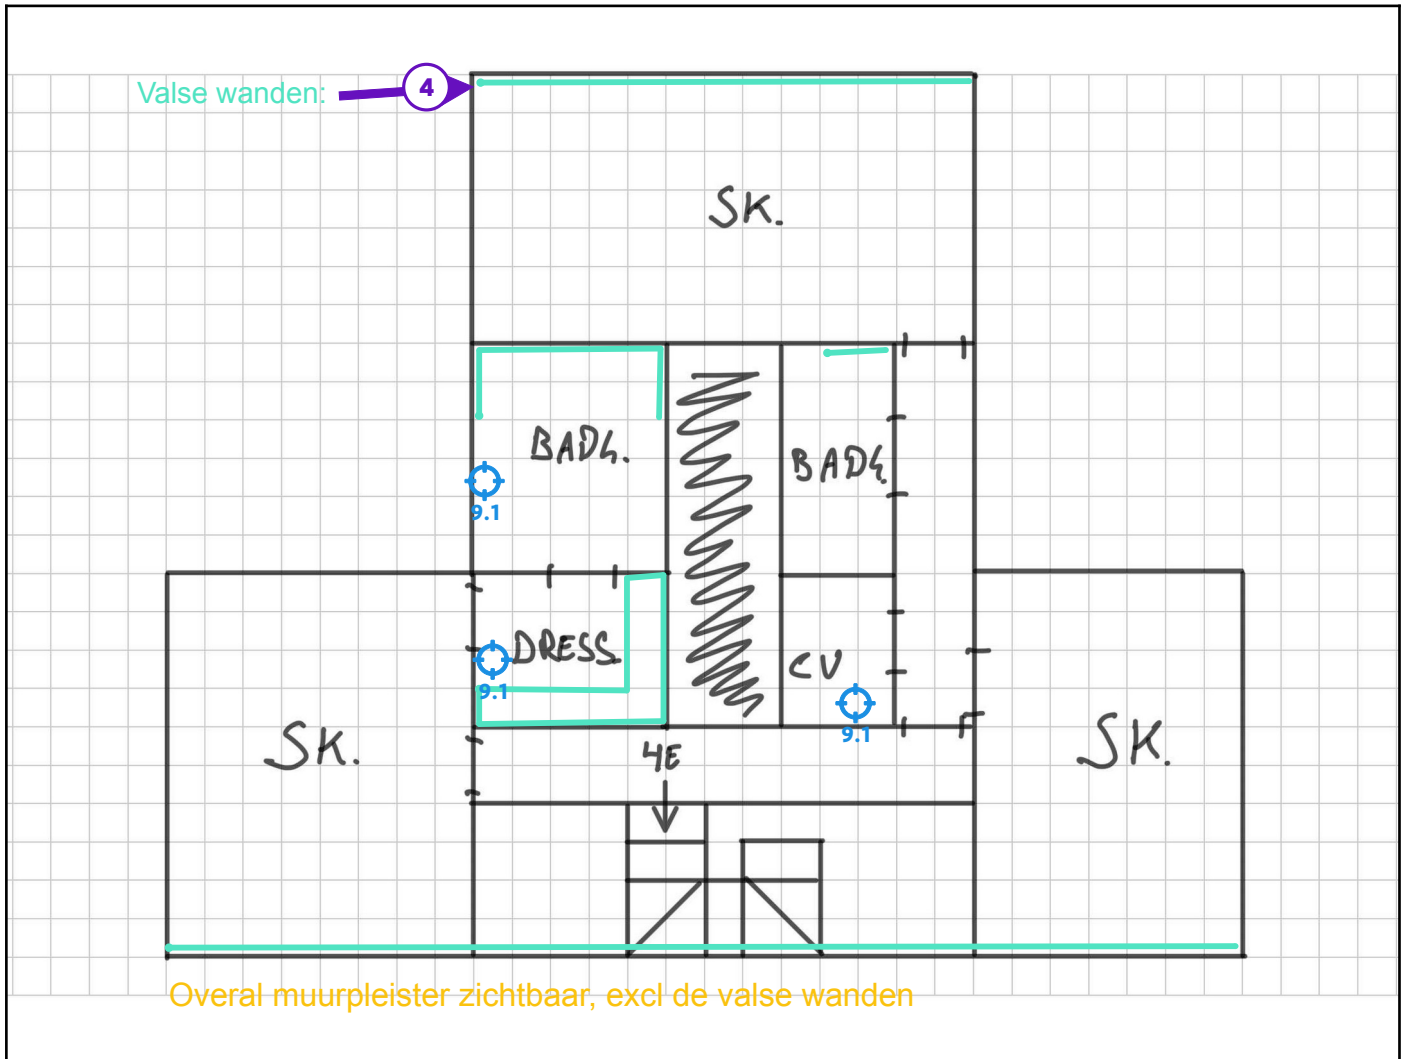 Valse wanden:
4
SK.
BADK.
BADK.
9.1
DRESS
9.1
CV
9.1
SK.
4E
SK.
Overal muurpleister zichtbaar, excl de valse wanden